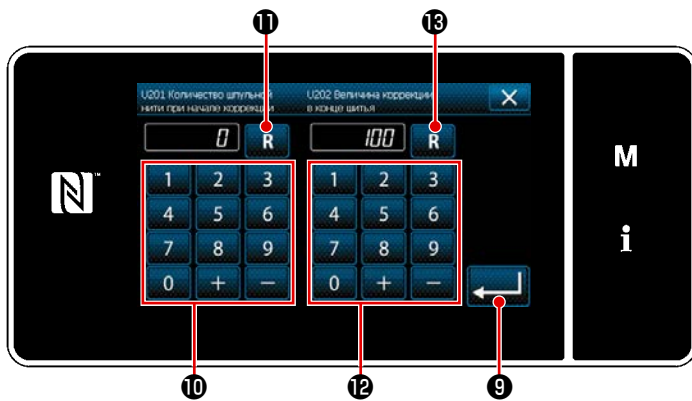 ⓫ ⓭
U201 Количество шпульной
нити при начале коррекции
U202 Величина коррекции
в конце шитья
0 R 100 R
1 2 3 1 2 3
4 5 6 4 5 6
7 8 9 7 8 9
0 + − 0 + −
M
i
❿ ⓬ ❾